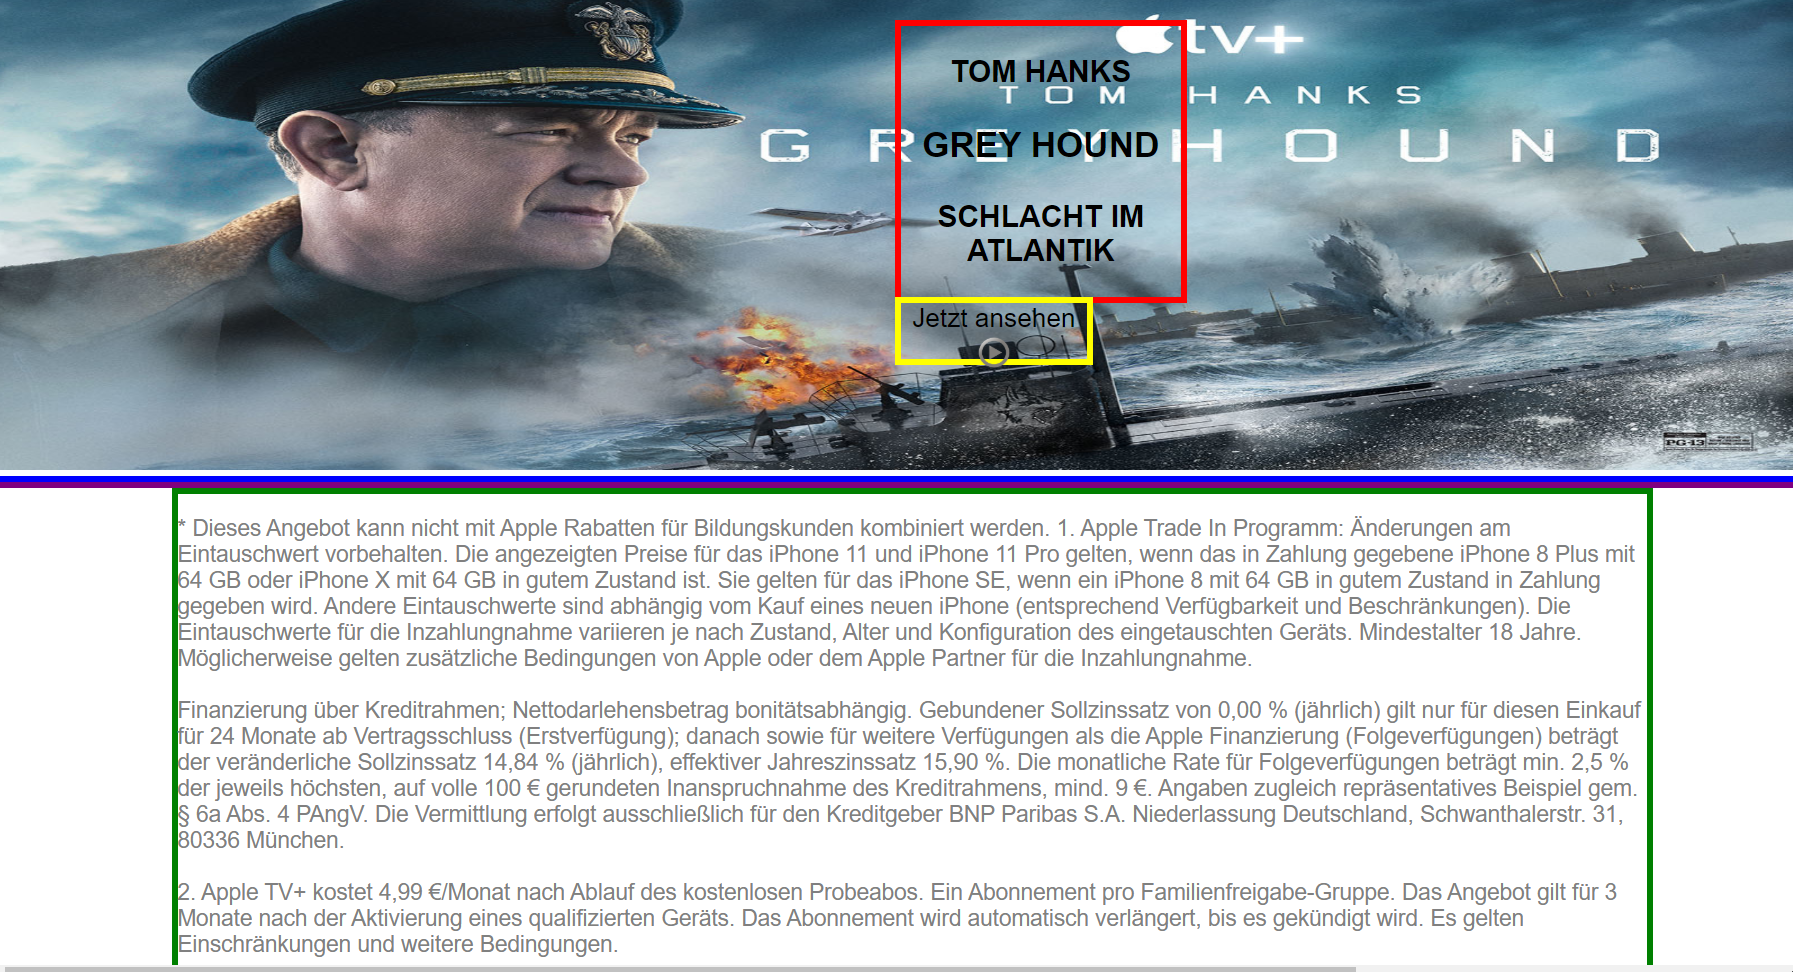 tv+
TOM HANKS
TOM HANKS
GREY HOUND
GREYHOUND
SCHLACHT IM
ATLANTIK
Jetzt ansehen
PG-13
* Dieses Angebot kann nicht mit Apple Rabatten für Bildungskunden kombiniert werden. 1. Apple Trade In Programm: Änderungen am
Eintauschwert vorbehalten. Die angezeigten Preise für das iPhone 11 und iPhone 11 Pro gelten, wenn das in Zahlung gegebene iPhone 8 Plus mit
64 GB oder iPhone X mit 64 GB in gutem Zustand ist. Sie gelten für das iPhone SE, wenn ein iPhone 8 mit 64 GB in gutem Zustand in Zahlung
gegeben wird. Andere Eintauschwerte sind abhängig vom Kauf eines neuen iPhone (entsprechend Verfügbarkeit und Beschränkungen). Die
Eintauschwerte für die Inzahlungnahme variieren je nach Zustand, Alter und Konfiguration des eingetauschten Geräts. Mindestalter 18 Jahre.
Möglicherweise gelten zusätzliche Bedingungen von Apple oder dem Apple Partner für die Inzahlungnahme.
Finanzierung über Kreditrahmen; Nettodarlehensbetrag bonitätsabhängig. Gebundener Sollzinssatz von 0,00 % (jährlich) gilt nur für diesen Einkauf
für 24 Monate ab Vertragsschluss (Erstverfügung); danach sowie für weitere Verfügungen als die Apple Finanzierung (Folgeverfügungen) beträgt
der veränderliche Sollzinssatz 14,84 % (jährlich), effektiver Jahreszinssatz 15,90 %. Die monatliche Rate für Folgeverfügungen beträgt min. 2,5 %
der jeweils höchsten, auf volle 100 € gerundeten Inanspruchnahme des Kreditrahmens, mind. 9 €. Angaben zugleich repräsentatives Beispiel gem.
§ 6a Abs. 4 PAngV. Die Vermittlung erfolgt ausschließlich für den Kreditgeber BNP Paribas S.A. Niederlassung Deutschland, Schwanthalerstr. 31,
80336 München.
2. Apple TV+ kostet 4,99 €/Monat nach Ablauf des kostenlosen Probeabos. Ein Abonnement pro Familienfreigabe-Gruppe. Das Angebot gilt für 3
Monate nach der Aktivierung eines qualifizierten Geräts. Das Abonnement wird automatisch verlängert, bis es gekündigt wird. Es gelten
Einschränkungen und weitere Bedingungen.